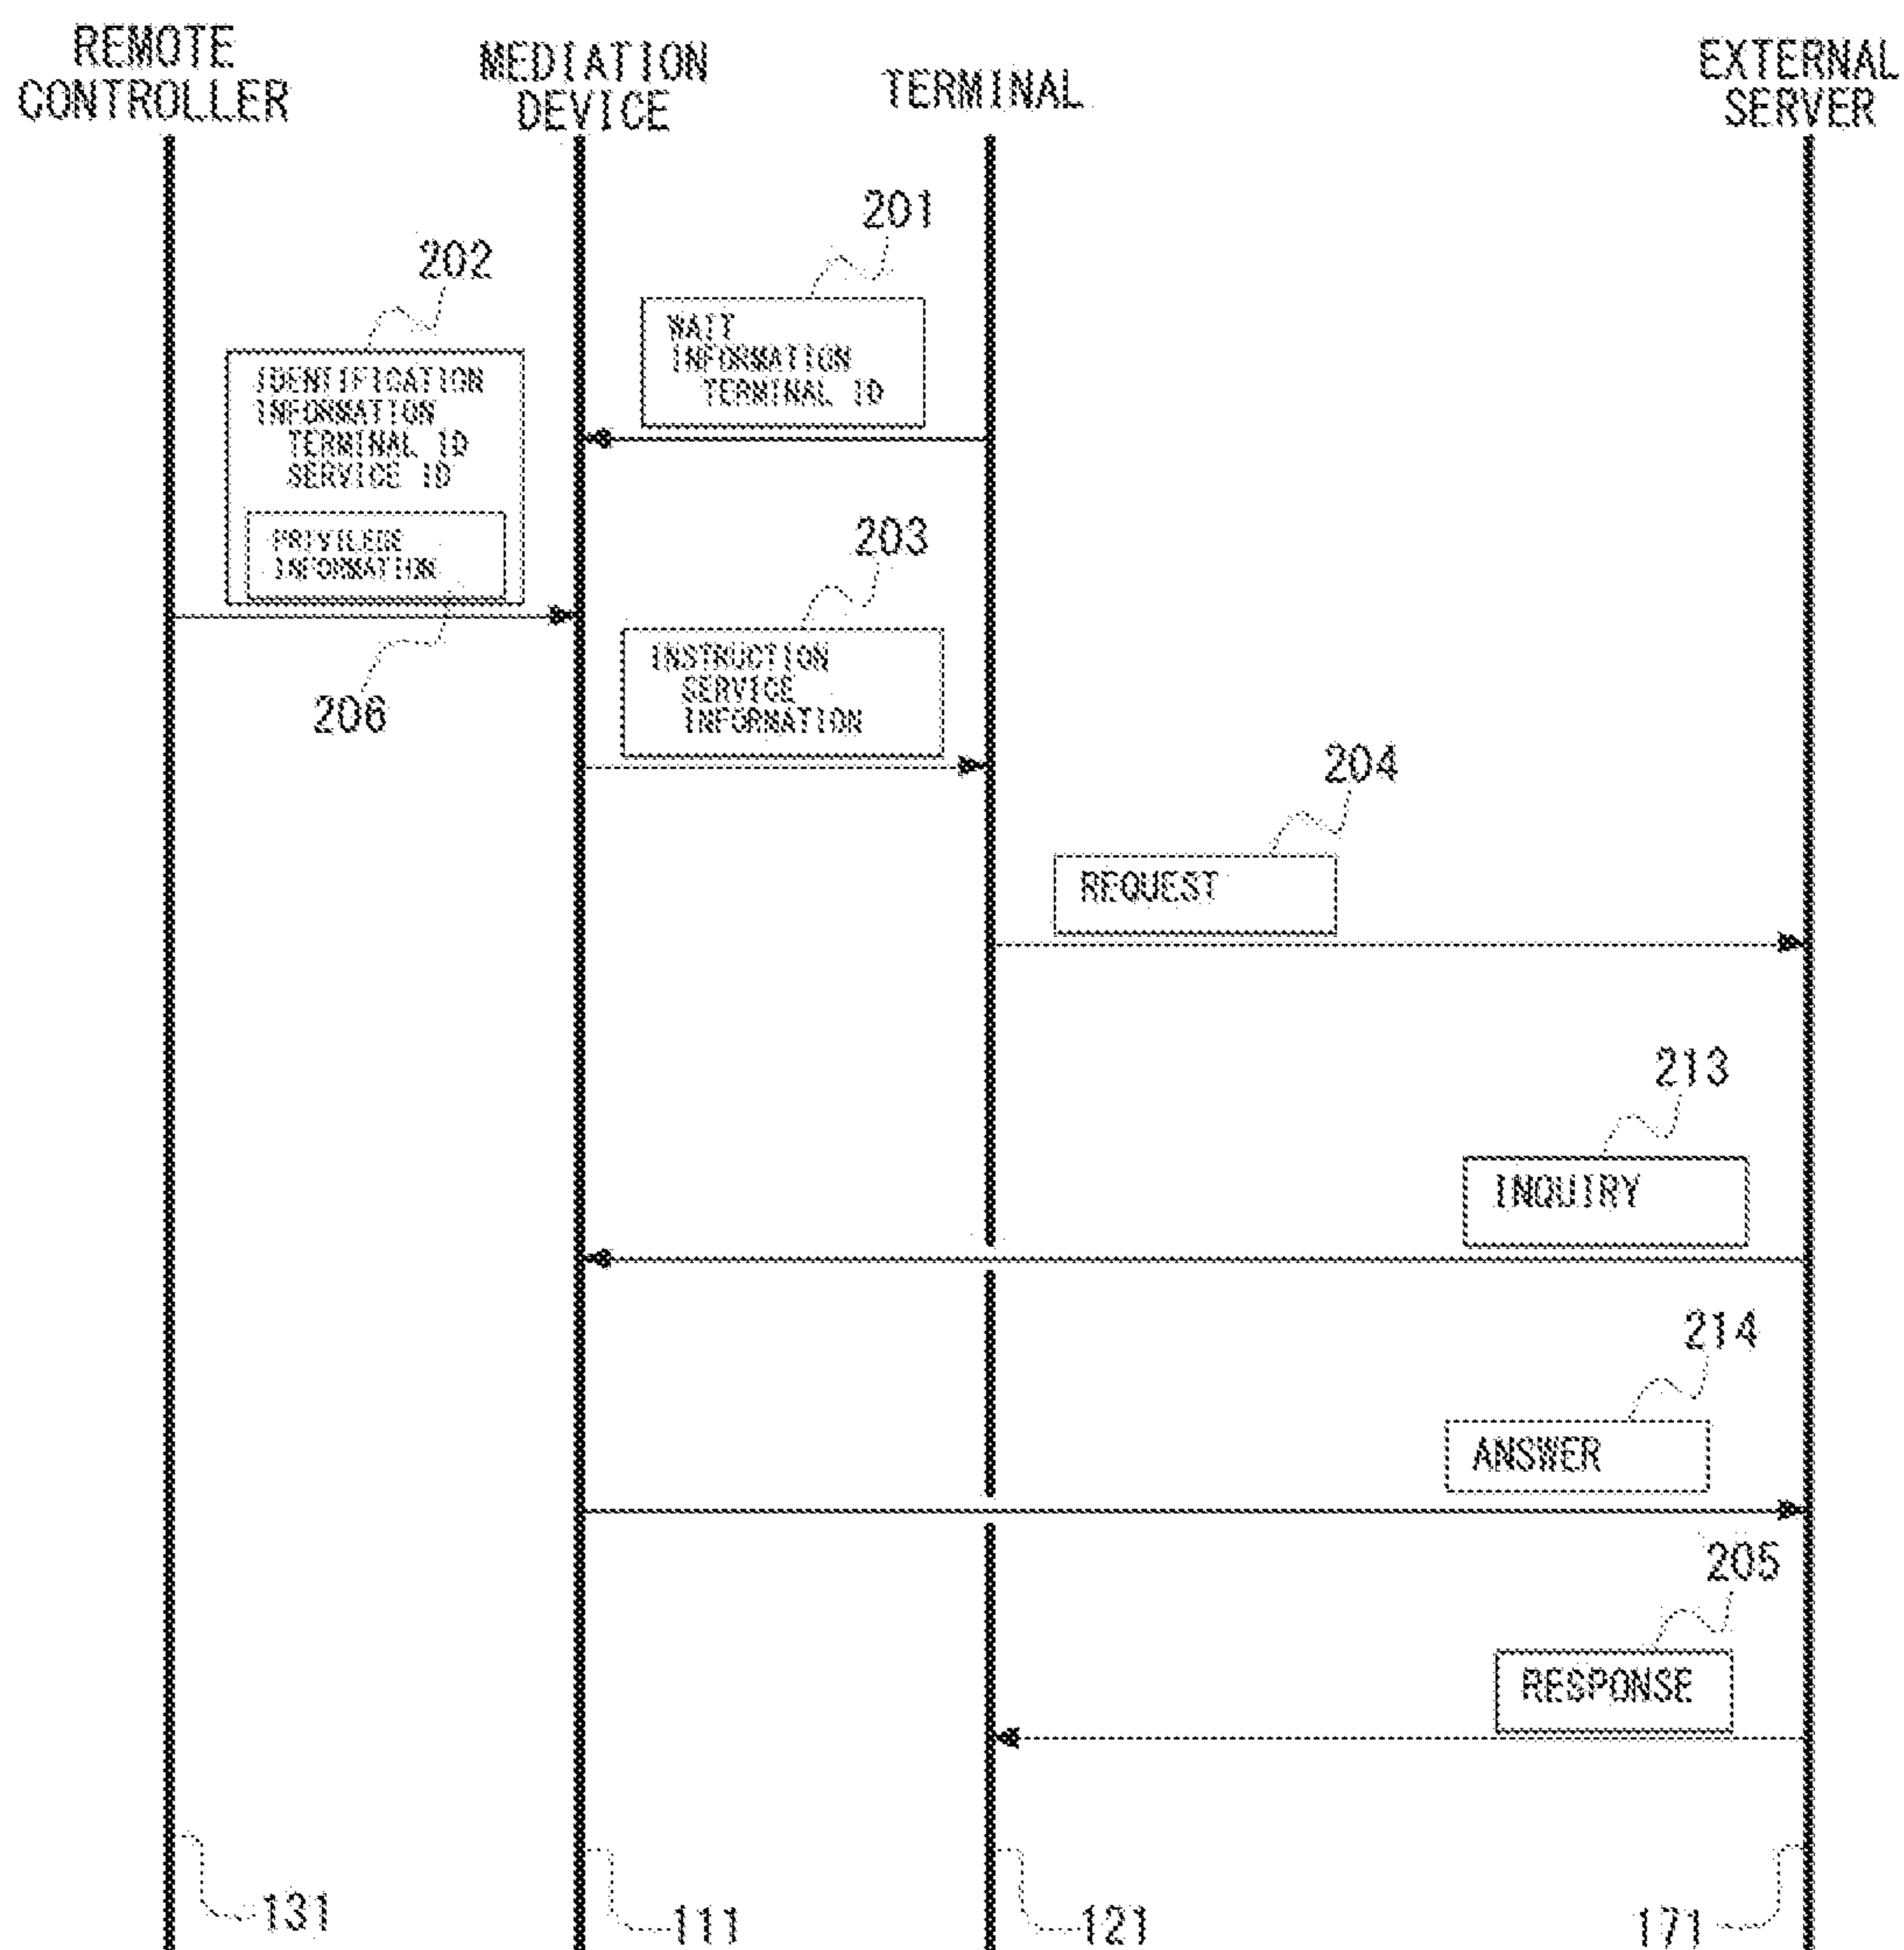 REMOTE
CONTROLLER
MEDIATION
DEVICE
TERMINAL
EXTERNAL
SERVER
201
202
WAIT
INFORMATION
TERMINAL ID
IDENTIFICATION
INFORMATION
TERMINAL ID
SERVICE ID
PRIVILEGE
INFORMATION
203
206
INSTRUCTION
SERVICE
INFORMATION
204
REQUEST
213
INQUIRY
214
ANSWER
205
RESPONSE
131
111
121
171